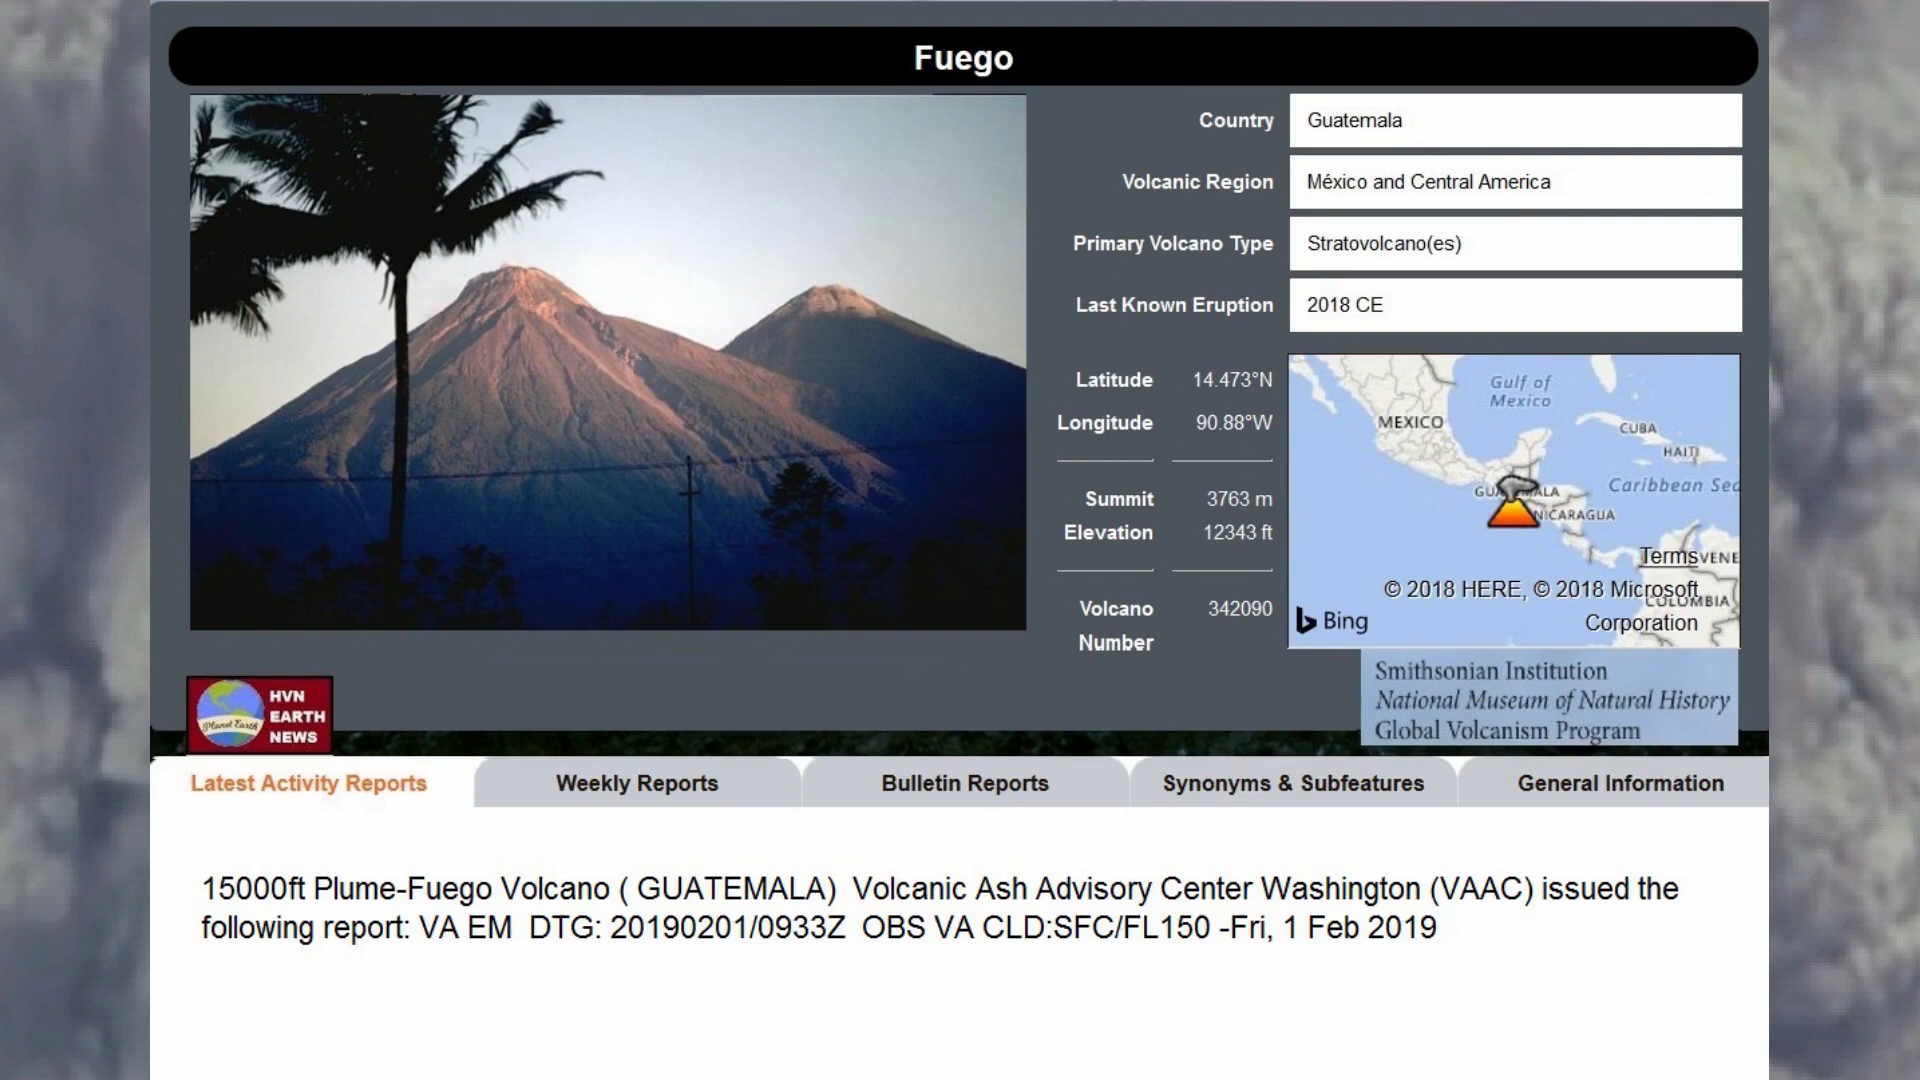 Fuego
Country
Guatemala
Volcanic Region
México and Central America
Primary Volcano Type
Stratovolcano(es)
Last Known Eruption
2018 CE
Latitude
14.473°N
Longitude
90.88°W
Summit
3763 m
Elevation
12343 ft
Volcano
342090
Number
Gulf of
Mexico
MEXICO
CUBA
HAITI
Caribbean Sea
NICARAGUA
Terms
COLOMBIA
© 2018 HERE, © 2018 Microsoft
Corporation
Bing
Smithsonian Institution
National Museum of Natural History
Global Volcanism Program
Planet Earth
HVN
EARTH
NEWS
Latest Activity Reports
Weekly Reports
Bulletin Reports
Synonyms & Subfeatures
General Information
15000ft Plume-Fuego Volcano ( GUATEMALA)  Volcanic Ash Advisory Center Washington (VAAC) issued the
following report: VA EM  DTG: 20190201/0933Z  OBS VA CLD:SFC/FL150 -Fri, 1 Feb 2019